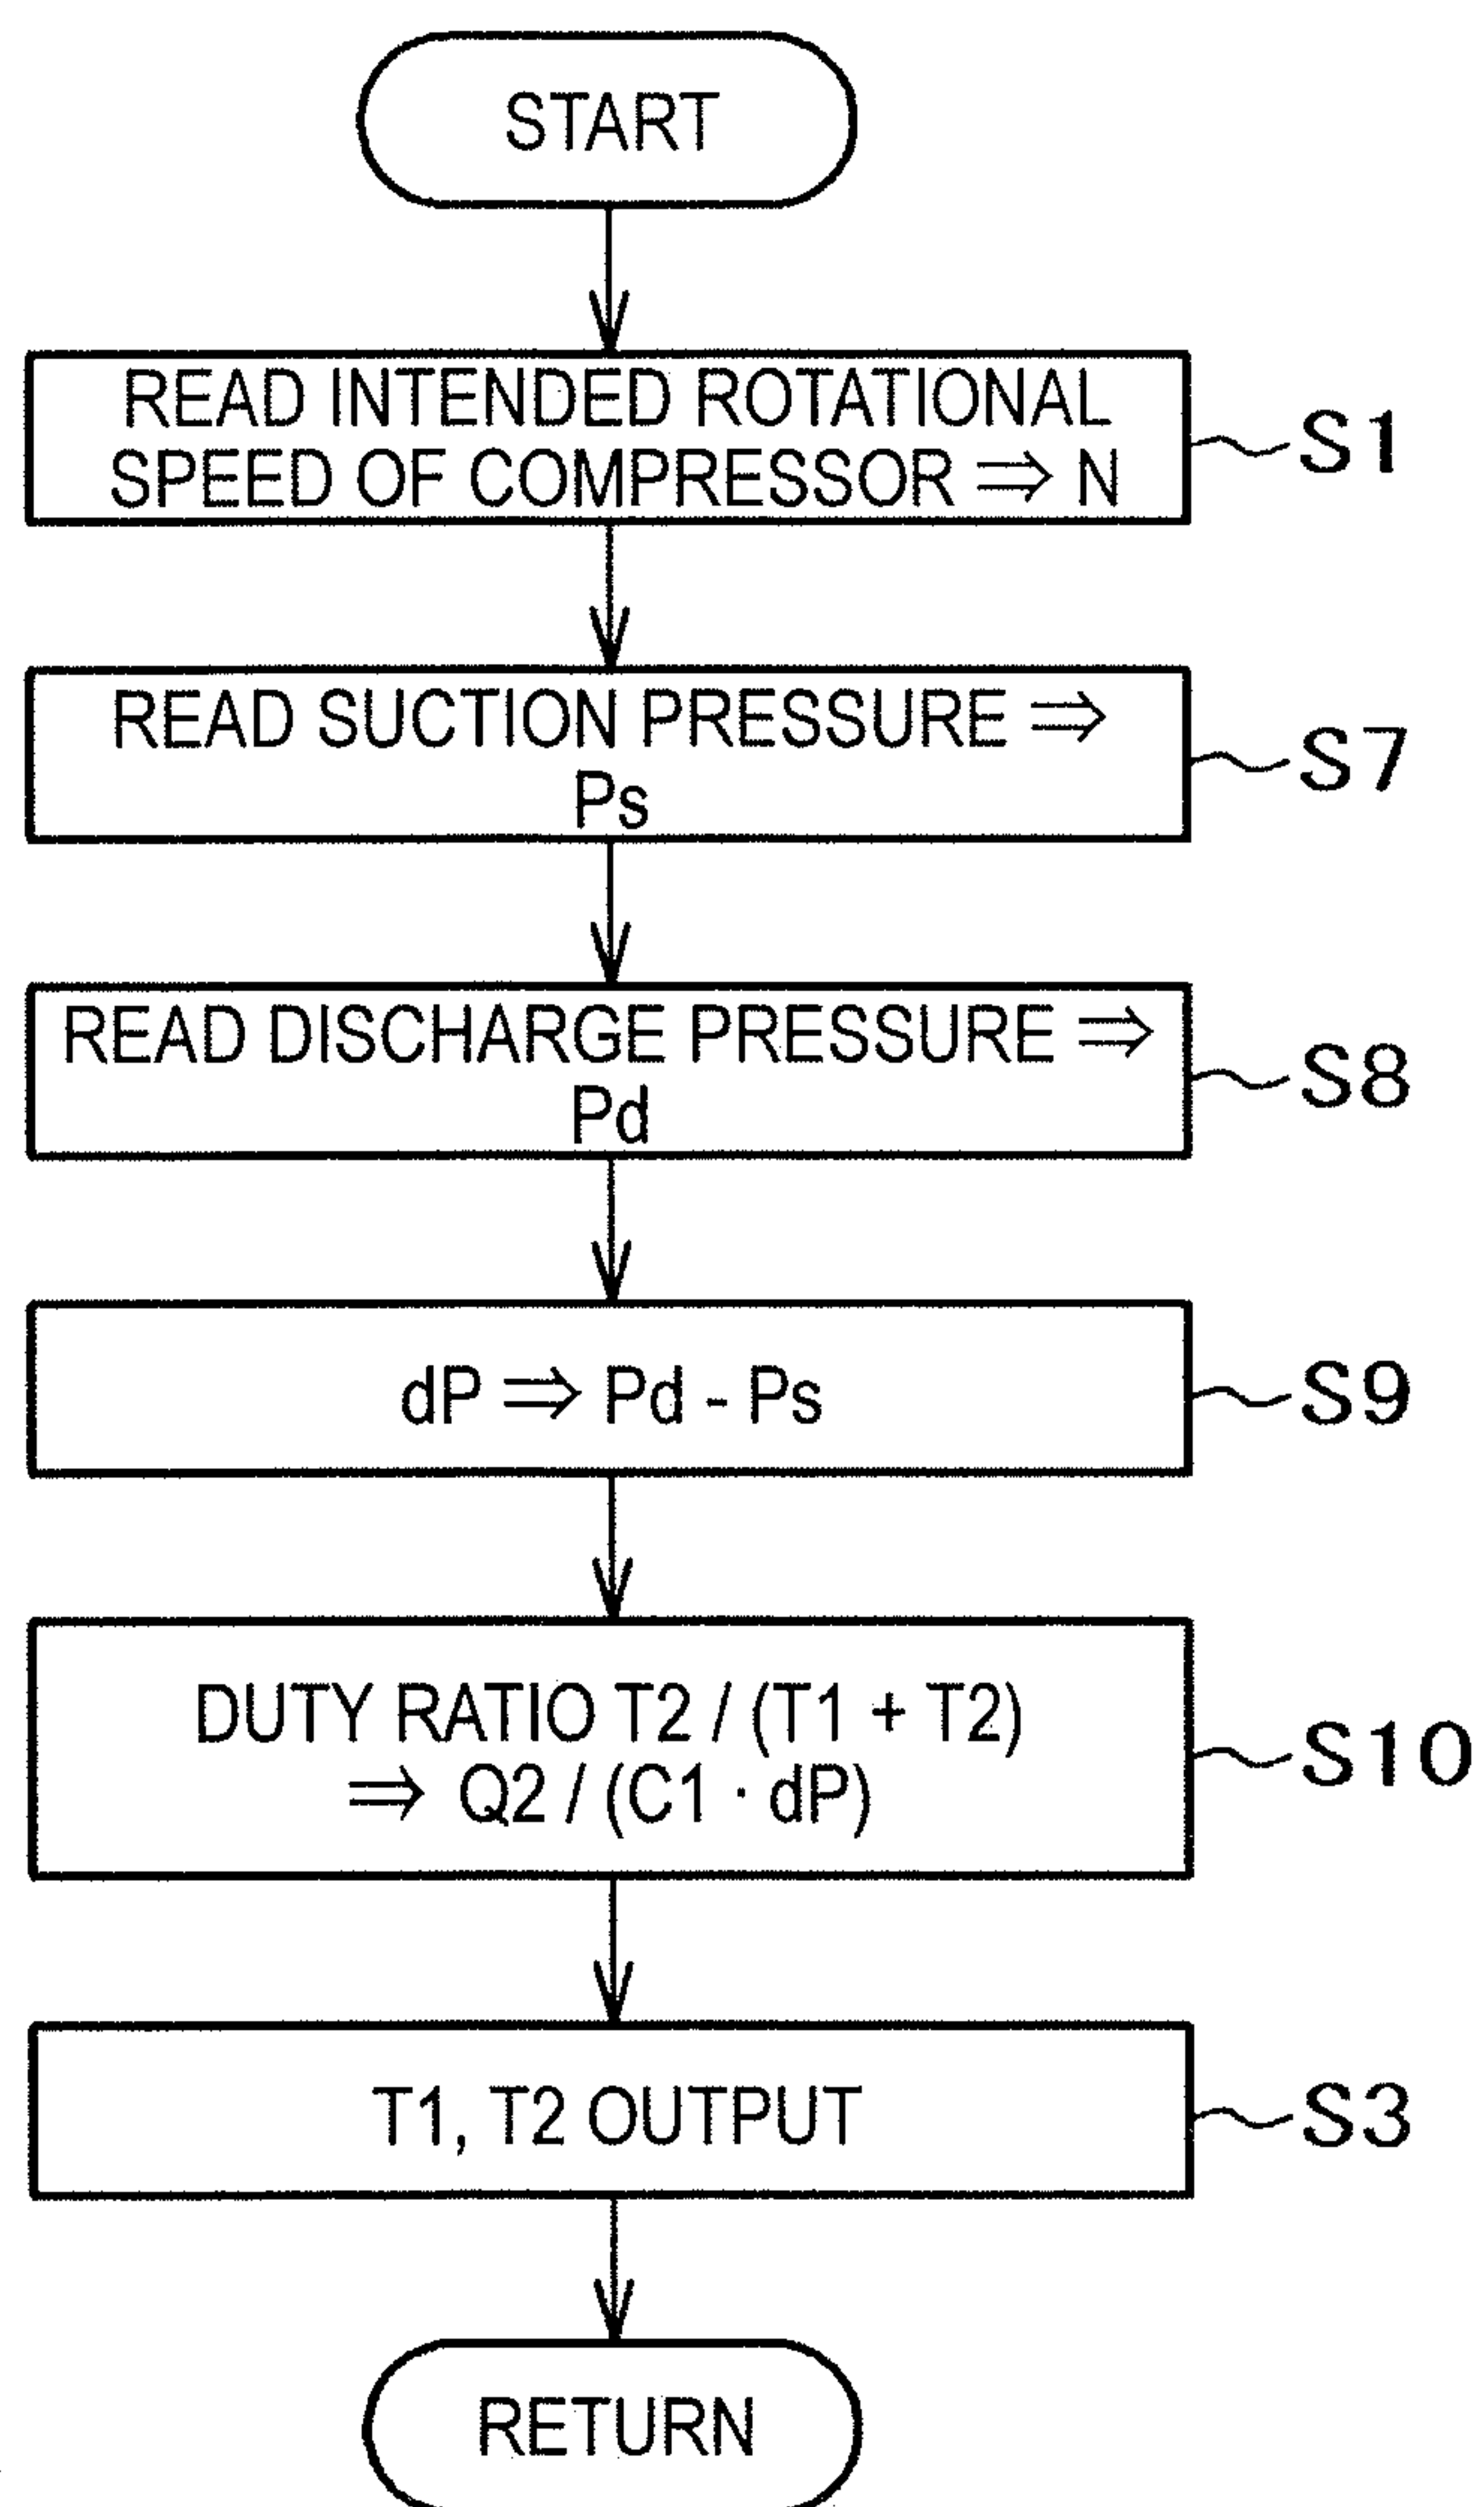 START
READ INTENDED ROTATIONAL
SPEED OF COMPRESSOR ⇒ N
S1
READ SUCTION PRESSURE ⇒
Ps
S7
READ DISCHARGE PRESSURE ⇒
Pd
S8
dP ⇒ Pd - Ps
S9
DUTY RATIO T2 / (T1 + T2)
⇒ Q2 / (C1 · dP)
S10
T1, T2 OUTPUT
S3
RETURN